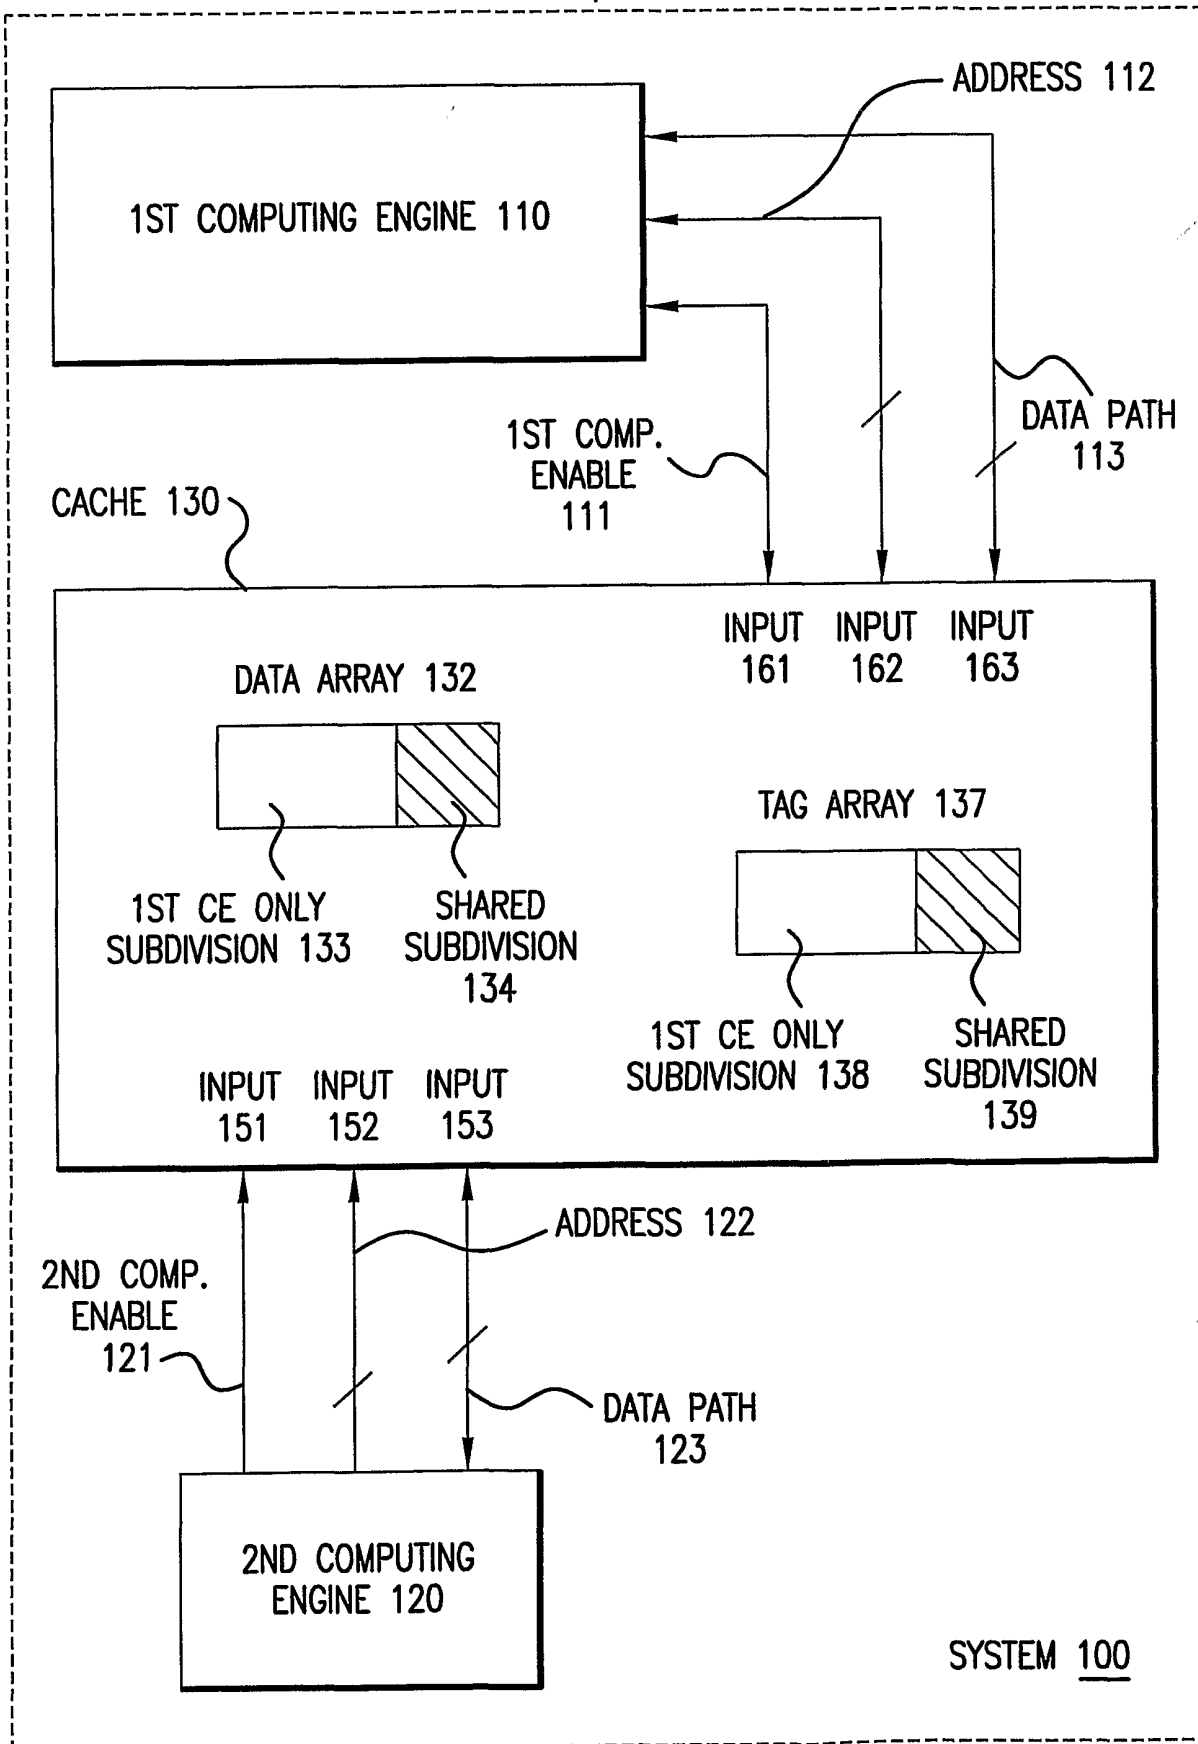 ADDRESS 112
1ST COMPUTING ENGINE 110
DATA PATH
113
1ST COMP.
ENABLE
111
CACHE 130
INPUT
161
INPUT
162
INPUT
163
DATA ARRAY 132
TAG ARRAY 137
1ST CE ONLY
SUBDIVISION 133
SHARED
SUBDIVISION
134
1ST CE ONLY
SUBDIVISION 138
SHARED
SUBDIVISION
139
INPUT
151
INPUT
152
INPUT
153
ADDRESS 122
2ND COMP.
ENABLE
121
DATA PATH
123
2ND COMPUTING
ENGINE 120
SYSTEM 100